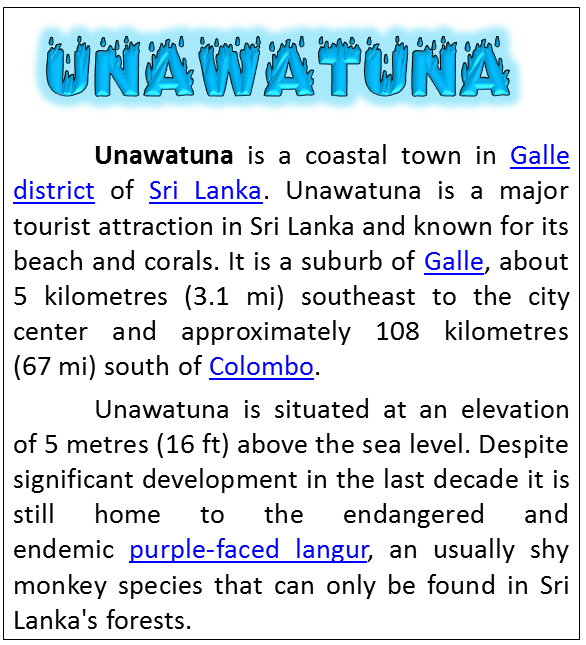 UNAWATUNA
Unawatuna is a coastal town in Galle
district of Sri Lanka. Unawatuna is a major
tourist attraction in Sri Lanka and known for its
beach and corals. It is a suburb of Galle, about
5 kilometres (3.1 mi) southeast to the city
center and approximately 108 kilometres
(67 mi) south of Colombo.
Unawatuna is situated at an elevation
of 5 metres (16 ft) above the sea level. Despite
significant development in the last decade it is
still home to the endangered and
endemic purple-faced langur, an usually shy
monkey species that can only be found in Sri
Lanka's forests.